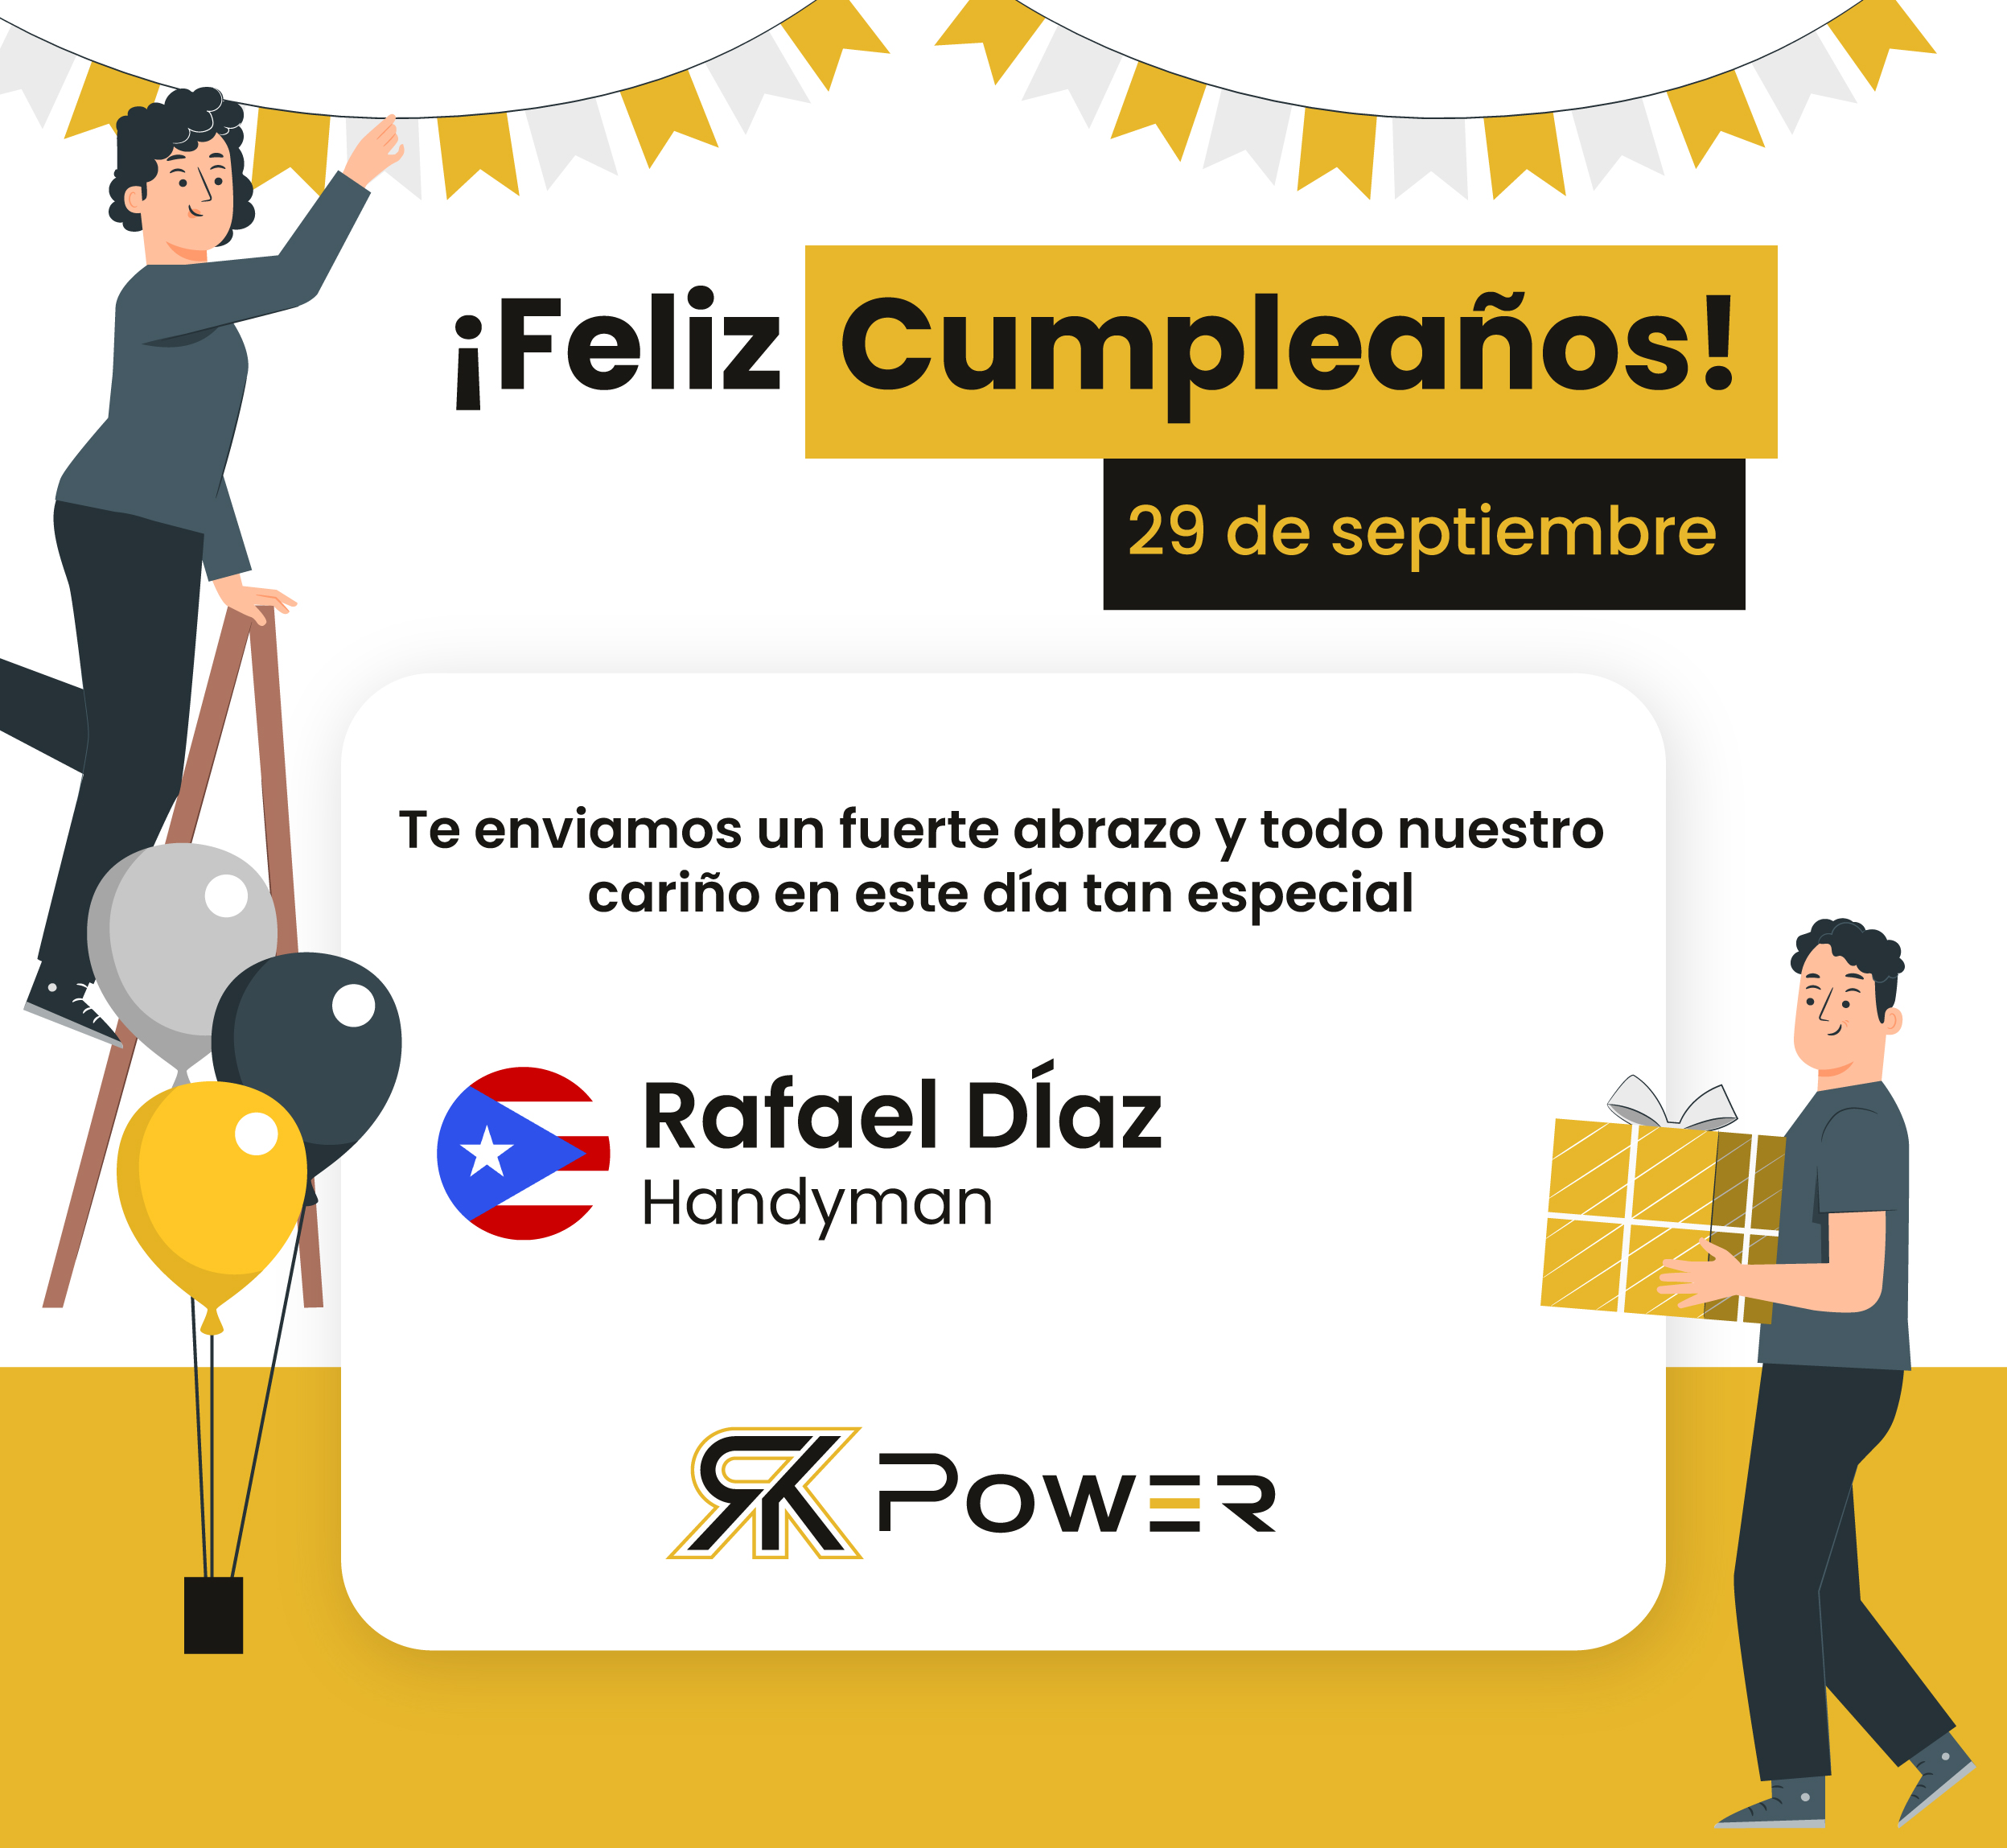 ¡Feliz Cumpleaños!
29 de septiembre
Te enviamos un fuerte abrazo y todo nuestro
cariño en este día tan especial
Rafael Díaz
Handyman
RK Power